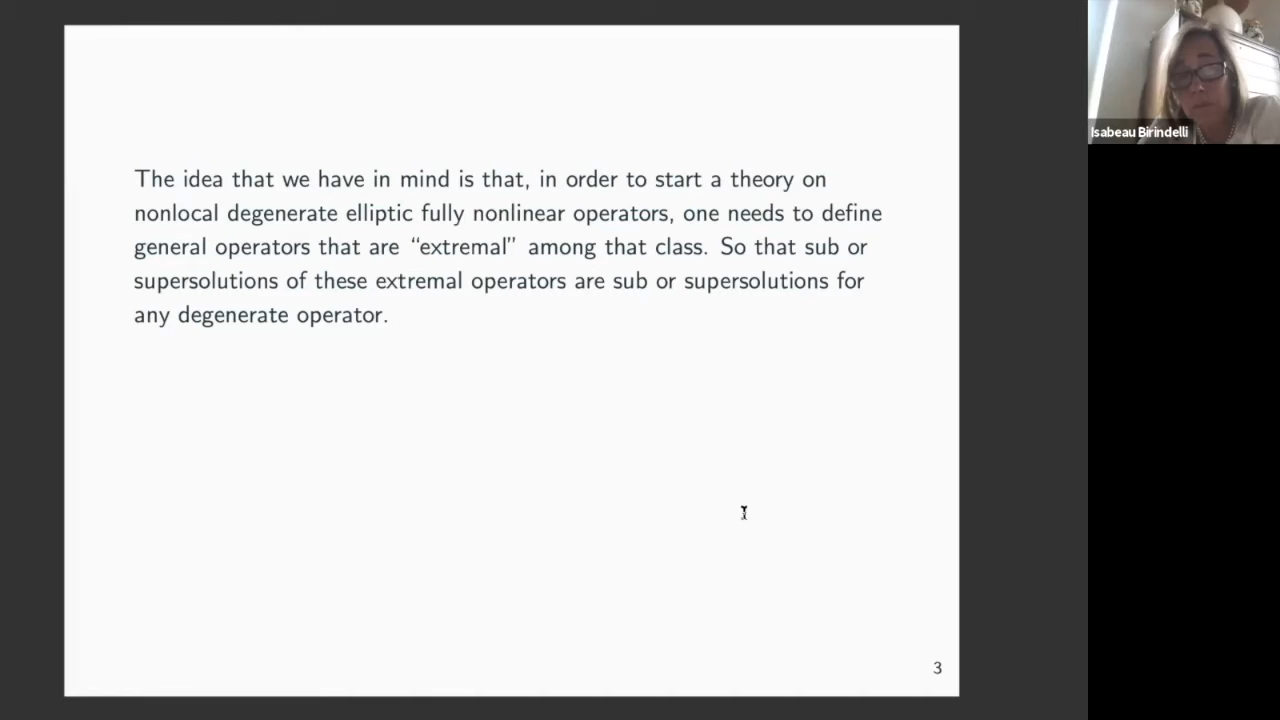 The idea that we have in mind is that, in order to start a theory on
nonlocal degenerate elliptic fully nonlinear operators, one needs to define
general operators that are “extremal” among that class. So that sub or
supersolutions of these extremal operators are sub or supersolutions for
any degenerate operator.
3
Isabeau Birindelli